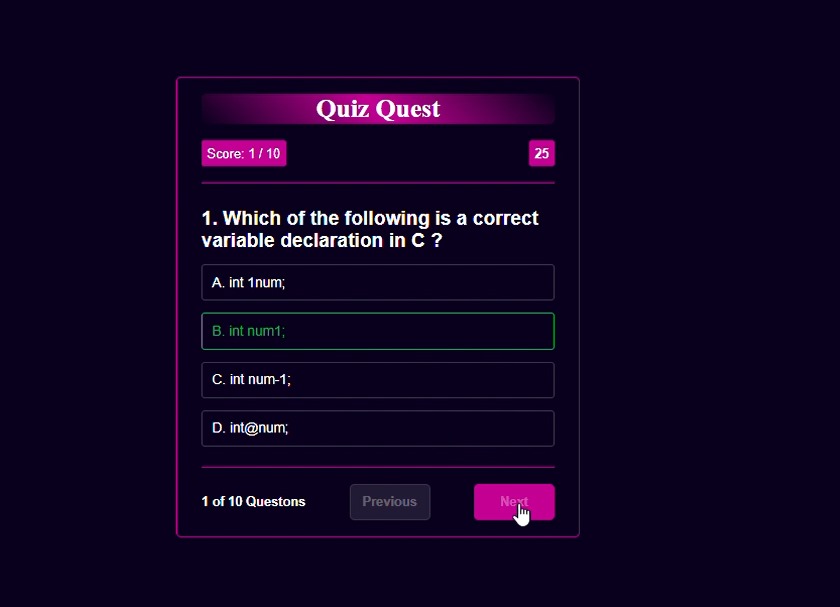 Quiz Quest
Score: 1 / 10
25
1. Which of the following is a correct
variable declaration in C ?
A. int 1num;
B. int num1;
C. int num-1;
D. int@num;
1 of 10 Questons
Previous
Next